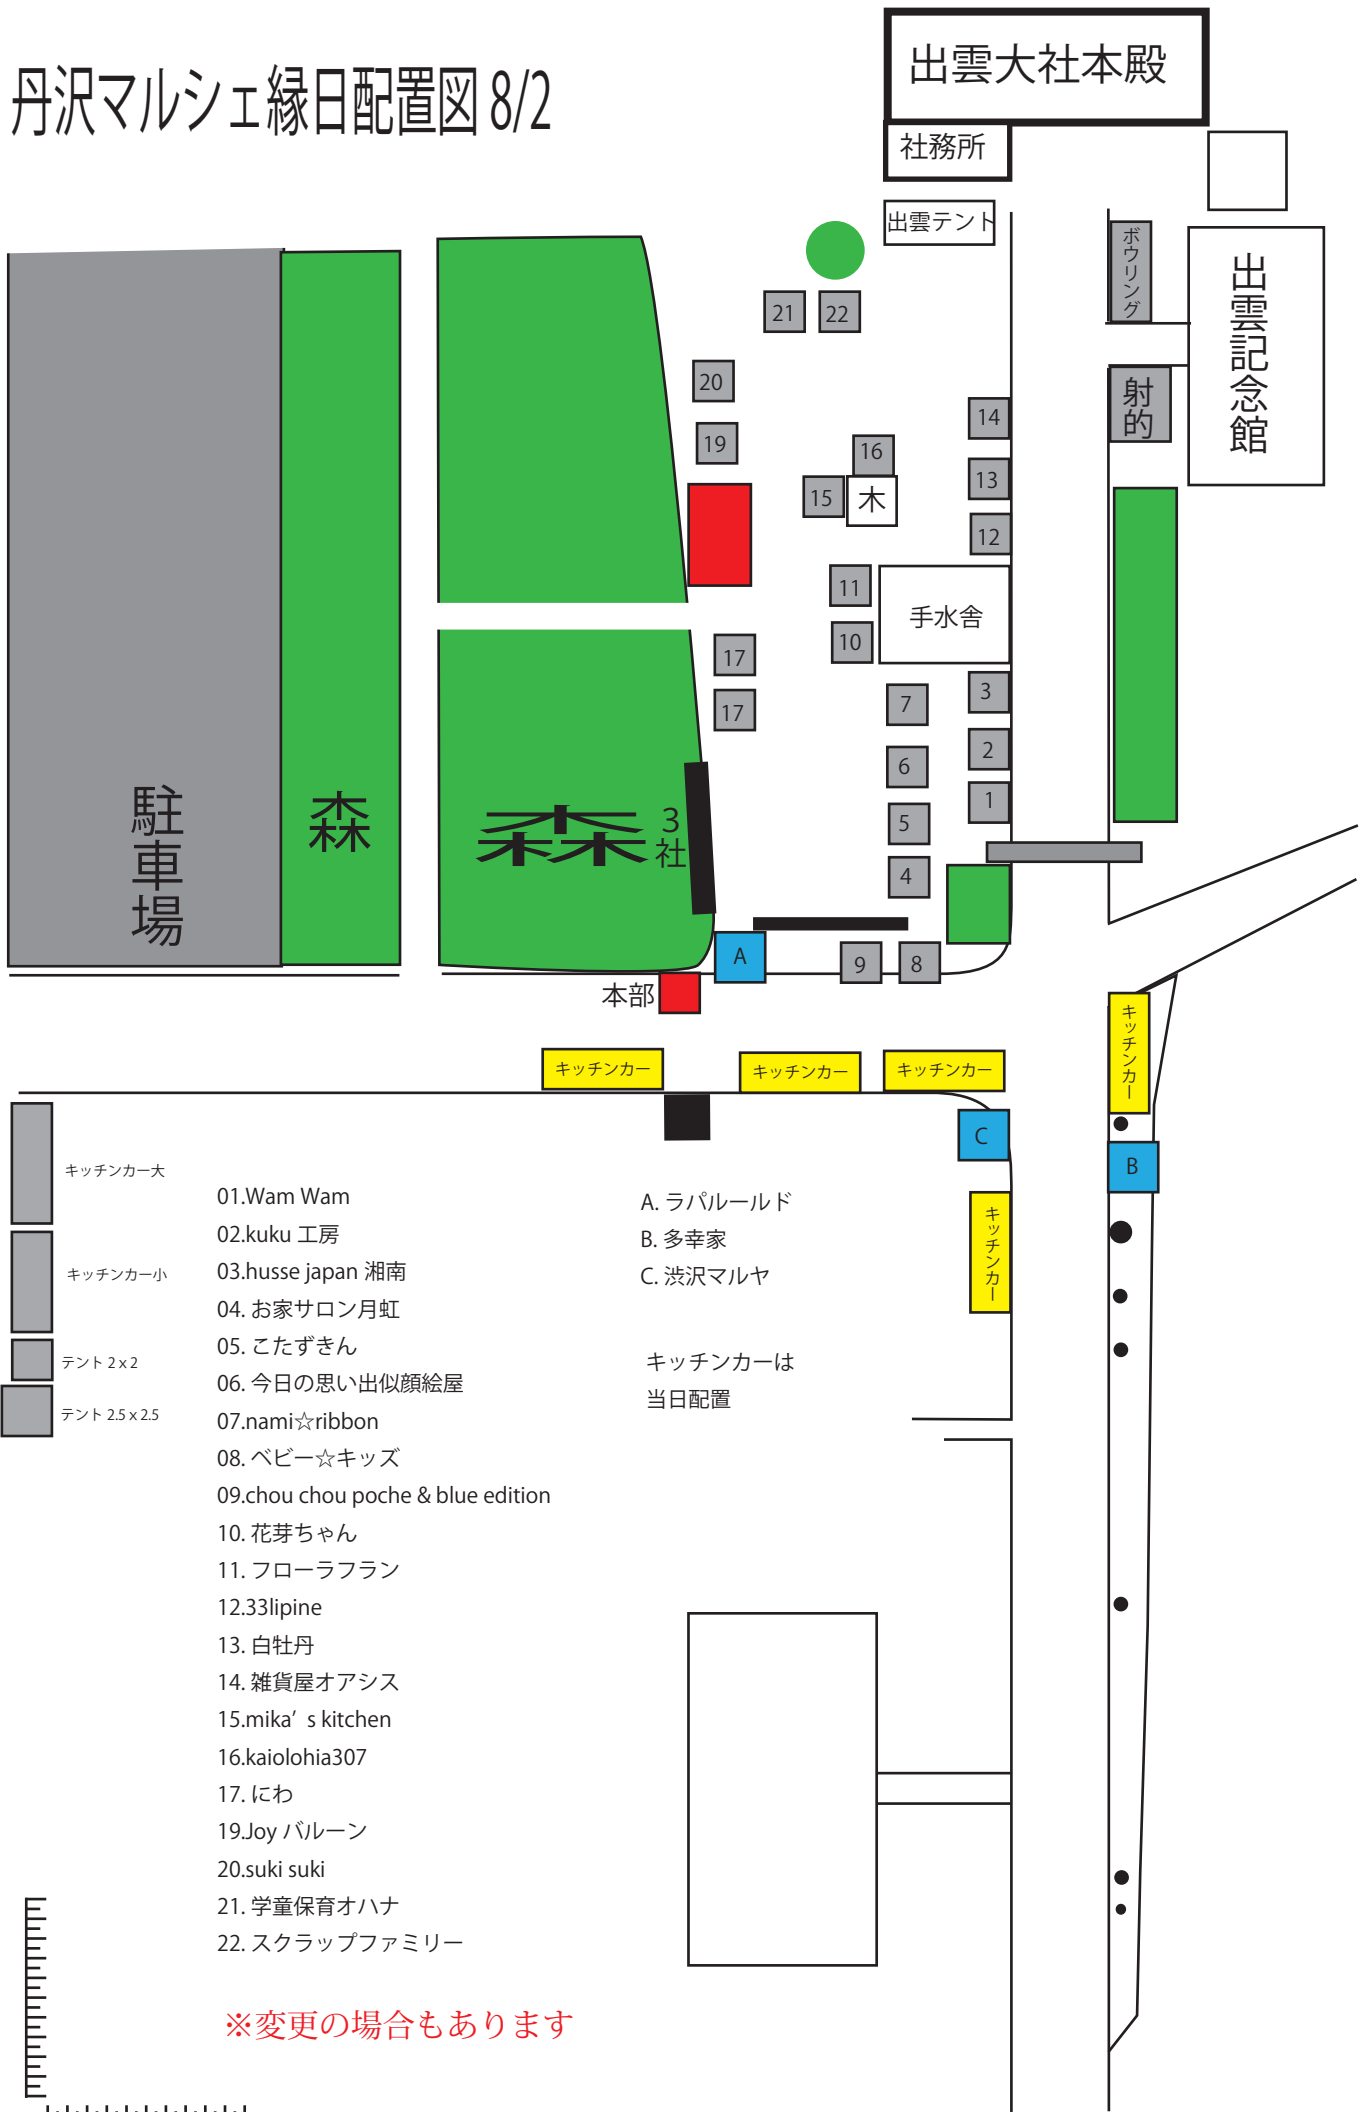 丹沢マルシェ縁日配置図 8/2
出雲大社本殿
社務所
出雲テント
ボウリング
出雲記念館
射的
21
22
20
19
14
16
13
15
木
12
11
手水舎
10
17
17
3
7
2
6
1
5
4
3社
駐車場
森
森
A
9
8
本部
キッチンカー
キッチンカー
キッチンカー
キッチンカー
C
B
キッチンカー
キッチンカー大
キッチンカー小
テント 2 x 2
テント 2.5 x 2.5
01.Wam Wam
02.kuku 工房
03.husse japan 湘南
04. お家サロン月虹
05. こたずきん
06. 今日の思い出似顔絵屋
07.nami☆ribbon
08. ベビー☆キッズ
09.chou chou poche & blue edition
10. 花芽ちゃん
11. フローラフラン
12.33lipine
13. 白牡丹
14. 雑貨屋オアシス
15.mika’s kitchen
16.kaiolohia307
17. にわ
19.Joy バルーン
20.suki suki
21. 学童保育オハナ
22. スクラップファミリー
A. ラパルールド
B. 多幸家
C. 渋沢マルヤ
キッチンカーは
当日配置
※変更の場合もあります